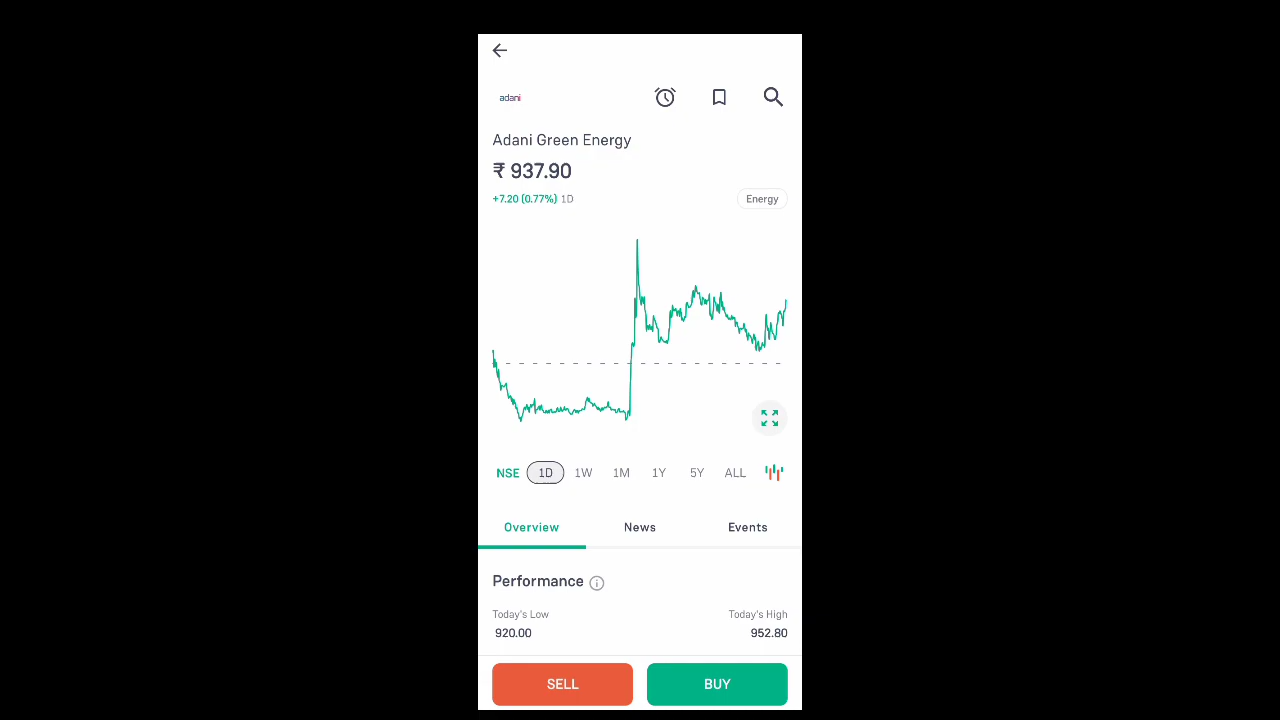 adani
Adani Green Energy
₹ 937.90
+7.20 (0.77%) 1D
Energy
NSE 1D 1W 1M 1Y 5Y ALL
Overview News Events
Performance
Today's Low Today's High
920.00 952.80
SELL BUY